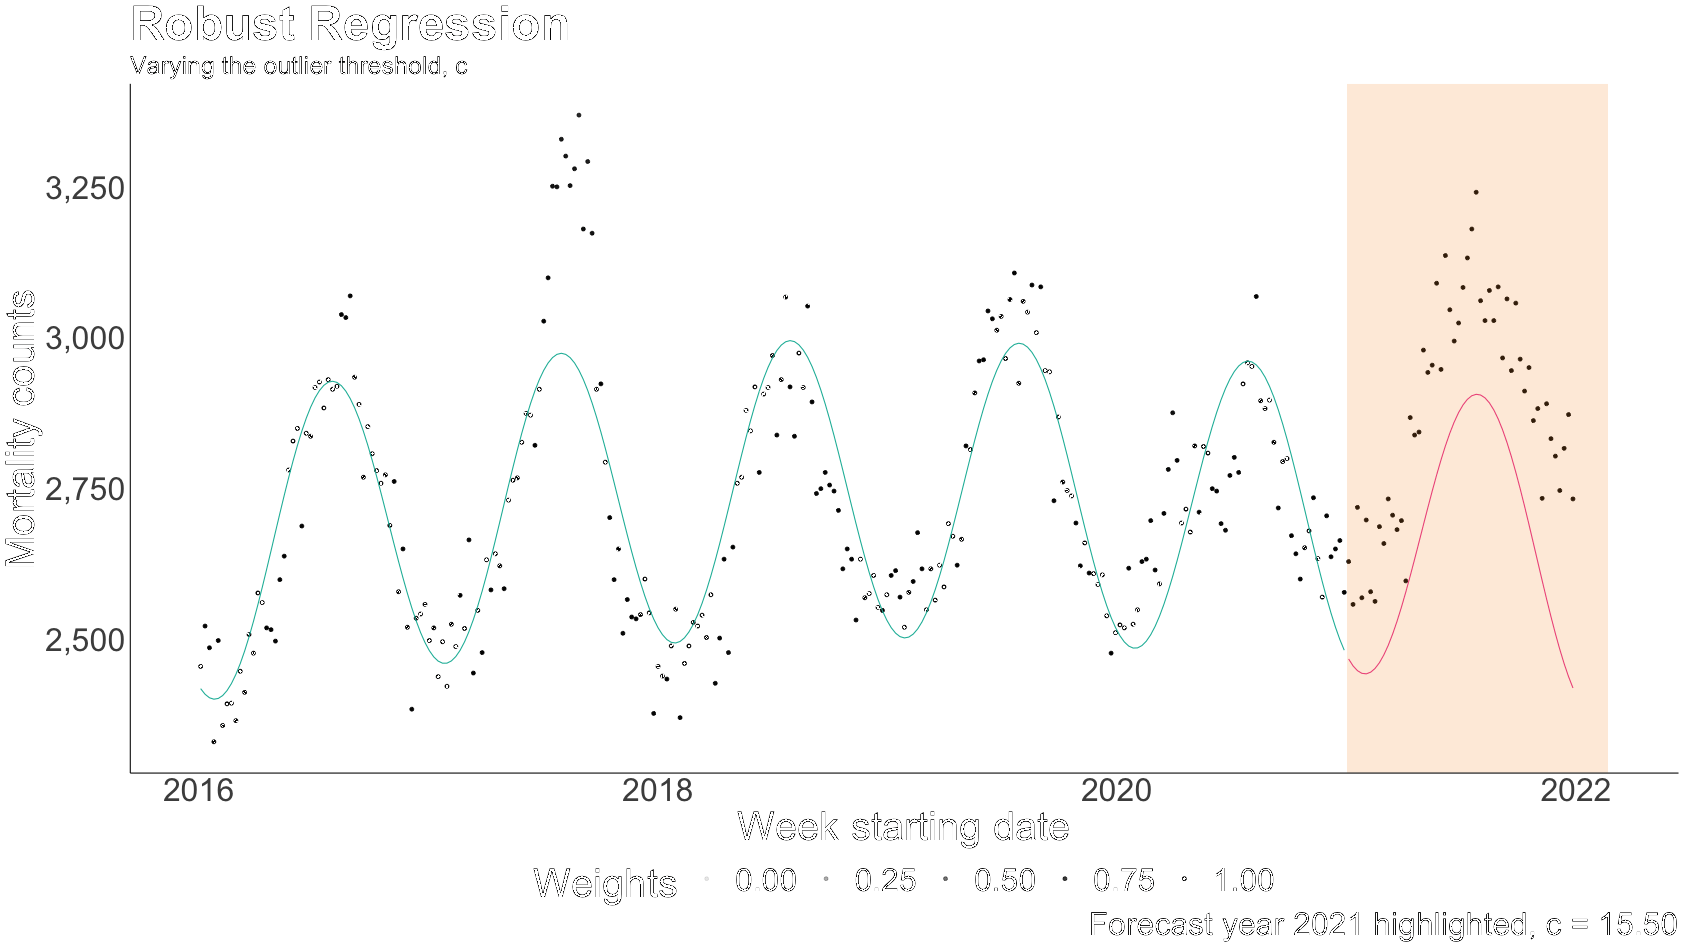 Robust Regression
Varying the outlier threshold, c
Mortality counts
3,250
3,000
2,750
2,500
2016 2018 2020 2022
Week starting date
Weights 0.00 0.25 0.50 0.75 1.00
Forecast year 2021 highlighted, c = 15.50